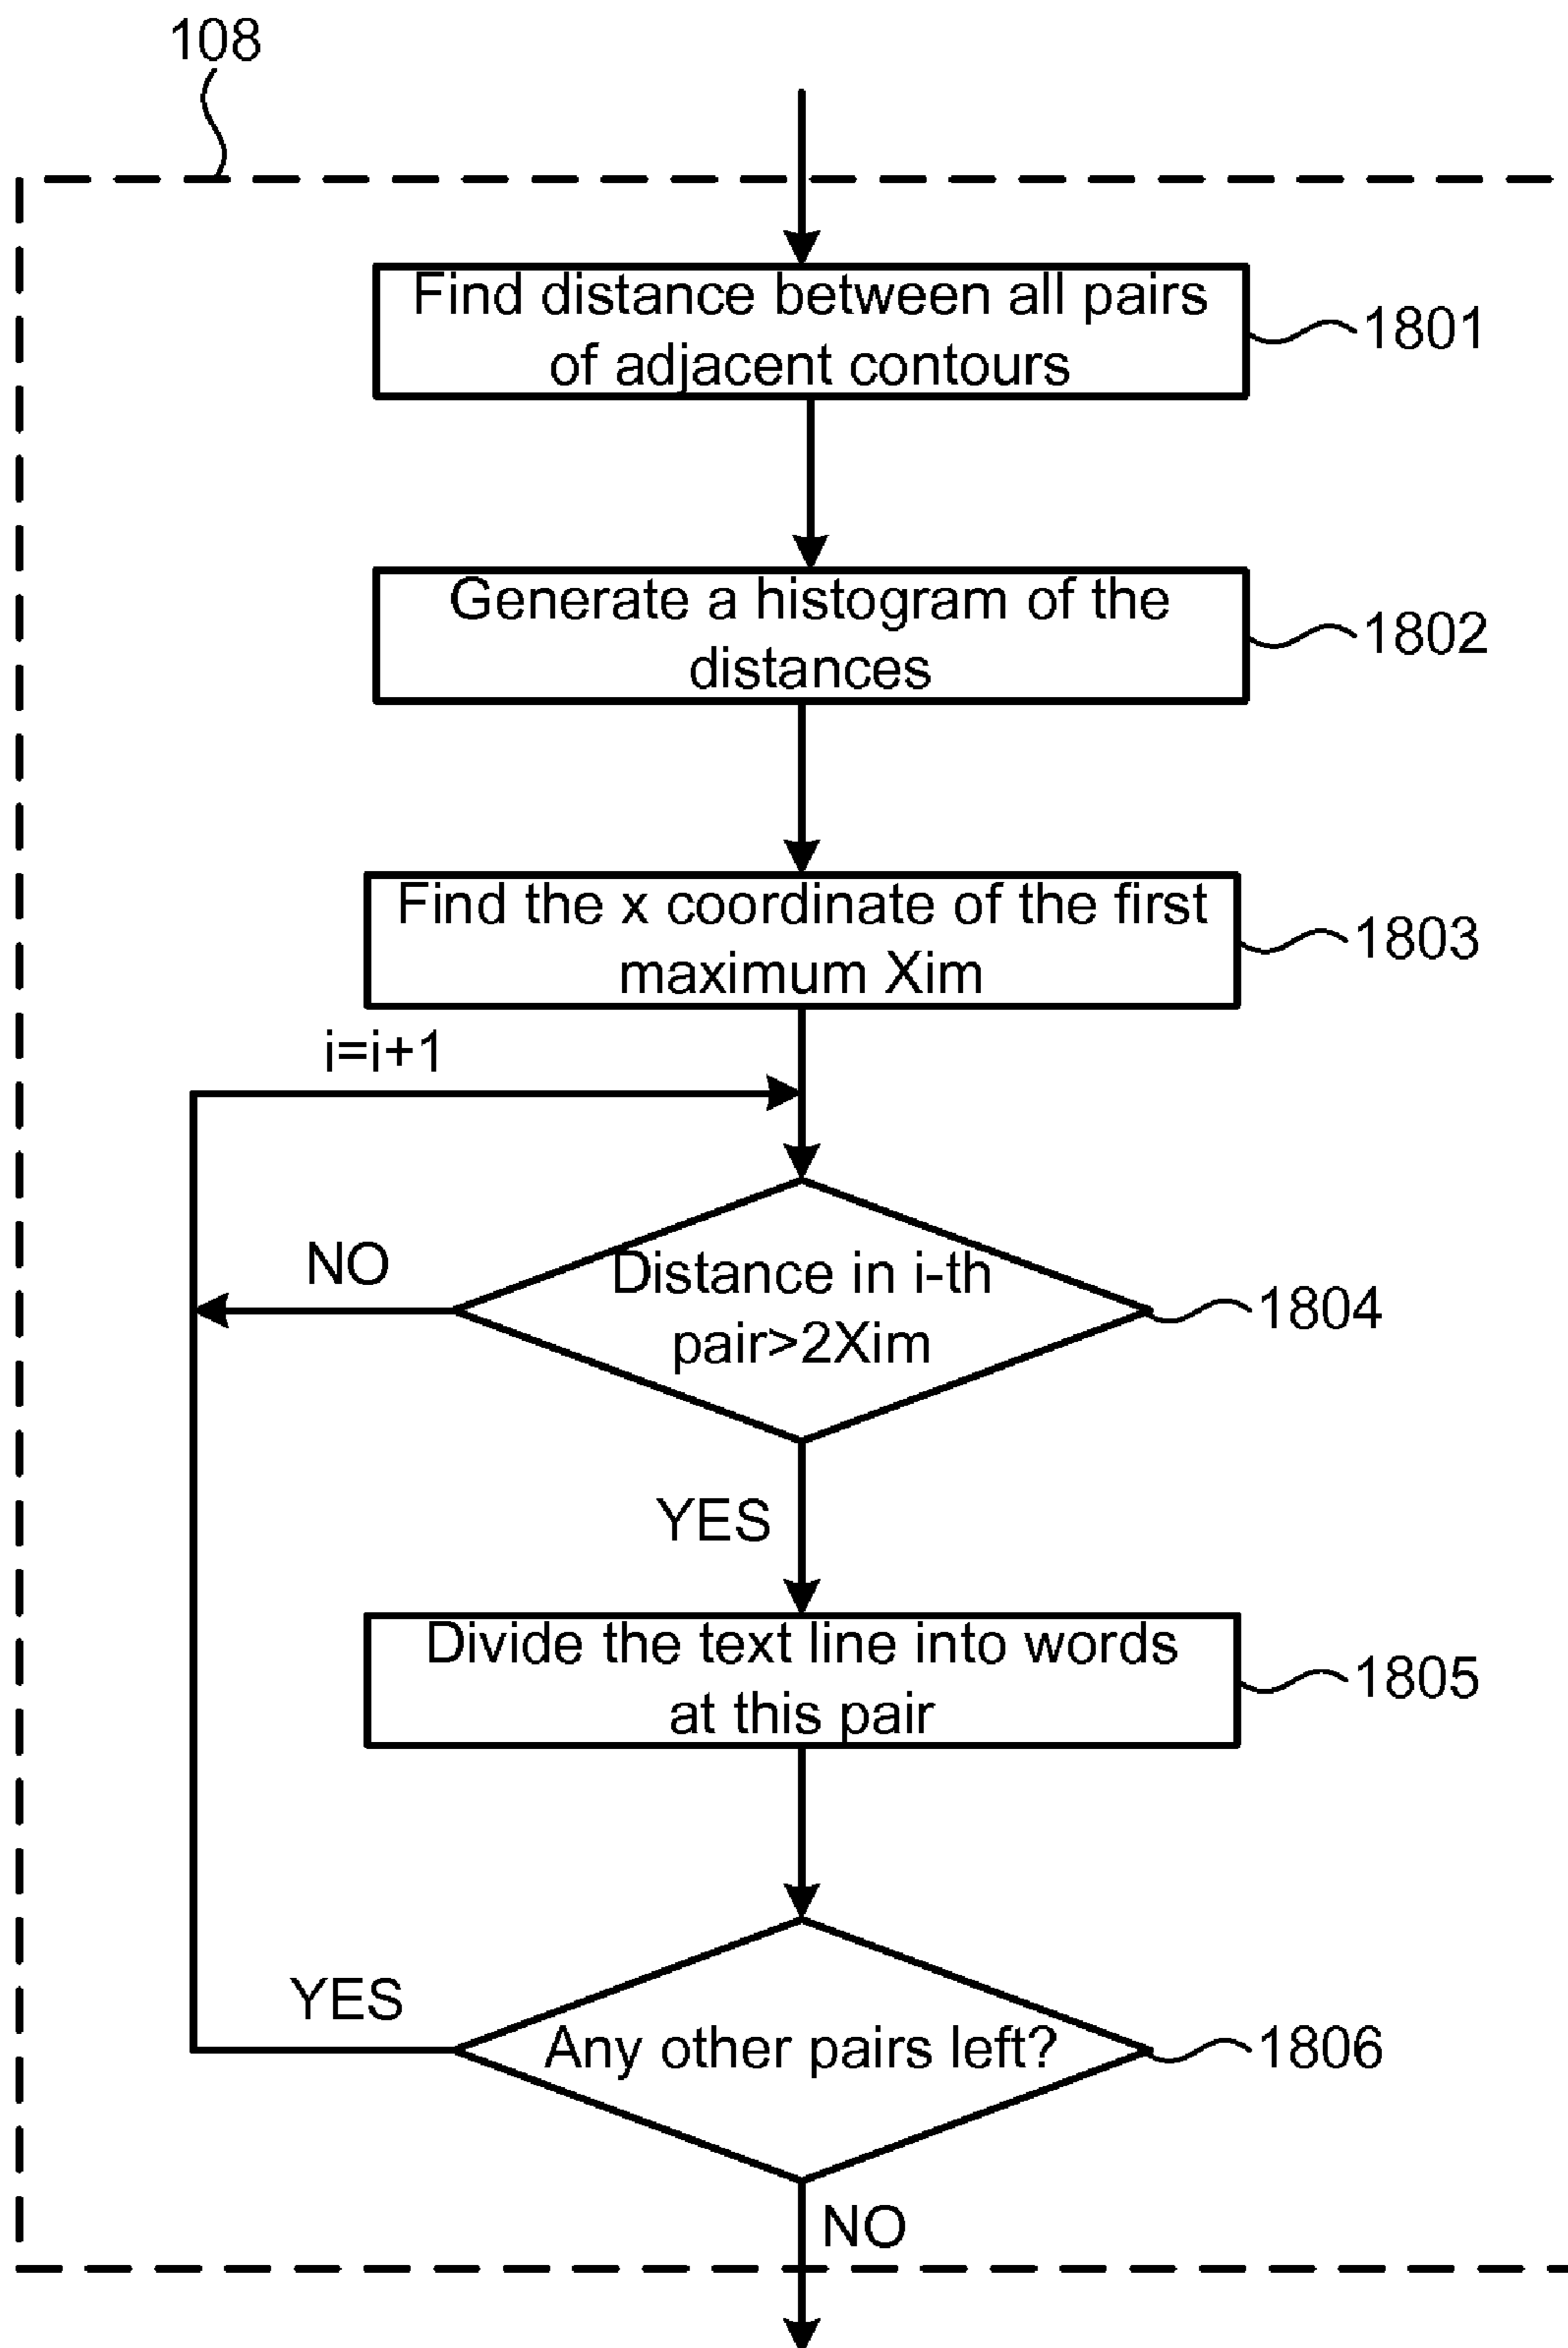 108
Find distance between all pairs
of adjacent contours
1801
Generate a histogram of the
distances
1802
Find the x coordinate of the first
maximum Xim
1803
i=i+1
NO
Distance in i-th
pair>2Xim
1804
YES
Divide the text line into words
at this pair
1805
YES
Any other pairs left?
1806
NO